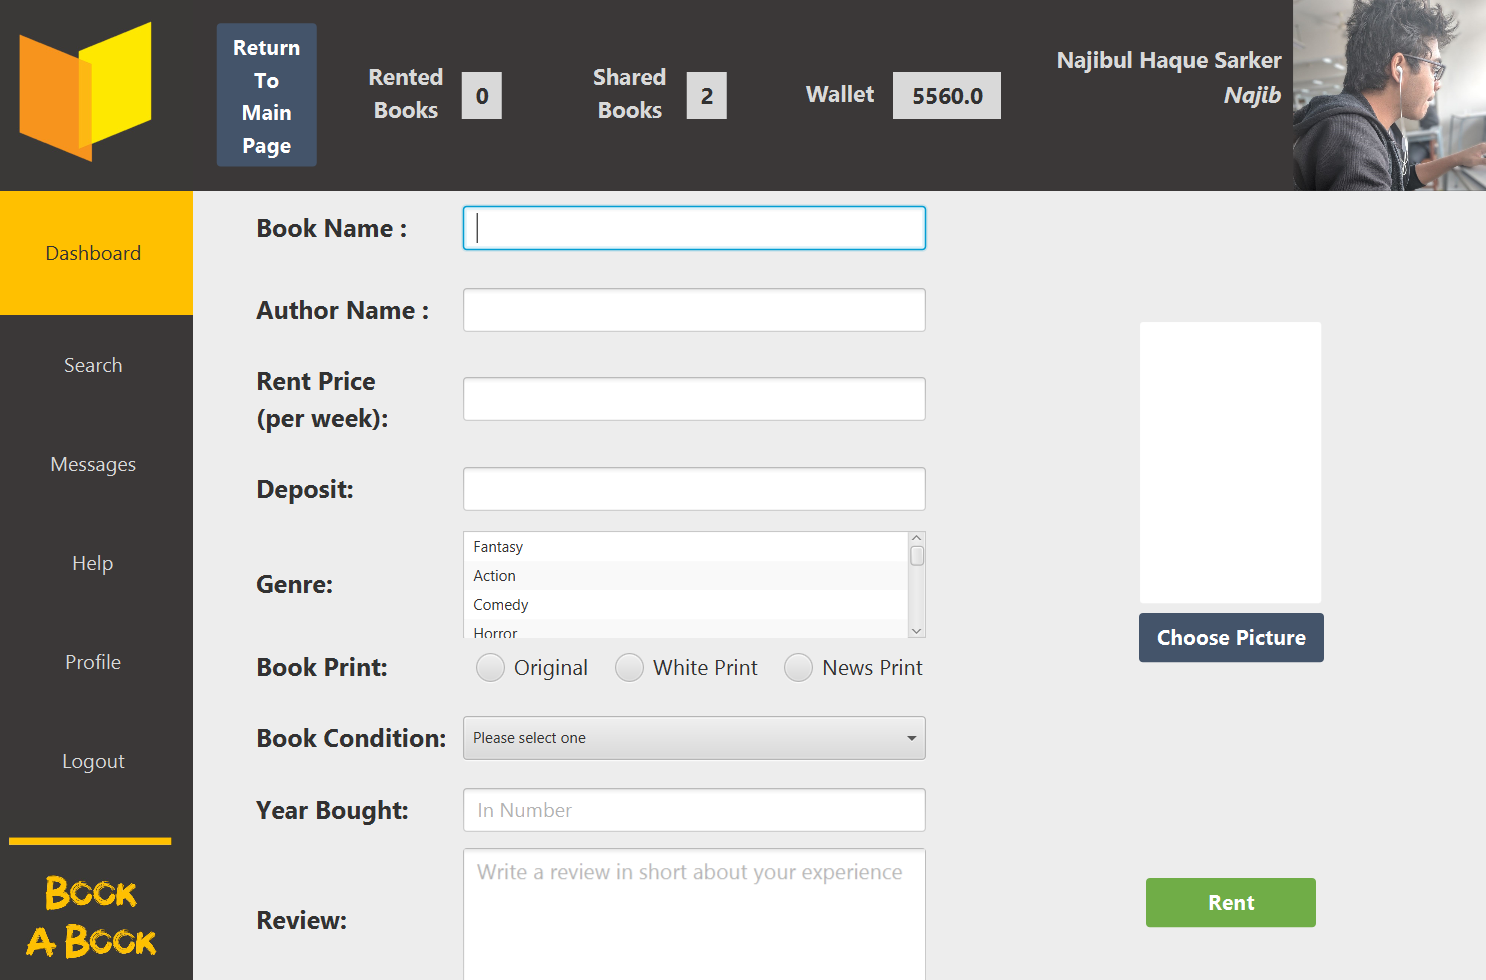 Return
To
Main
Page
Rented
Books
0
Shared
Books
2
Wallet
5560.0
Najibul Haque Sarker
Najib
Dashboard
Search
Messages
Help
Profile
Logout
Book
A Book
Book Name :
Author Name :
Rent Price
(per week):
Deposit:
Genre:
Fantasy
Action
Comedy
Horror
Book Print:
Original
White Print
News Print
Book Condition:
Please select one
Year Bought:
In Number
Review:
Write a review in short about your experience
Choose Picture
Rent